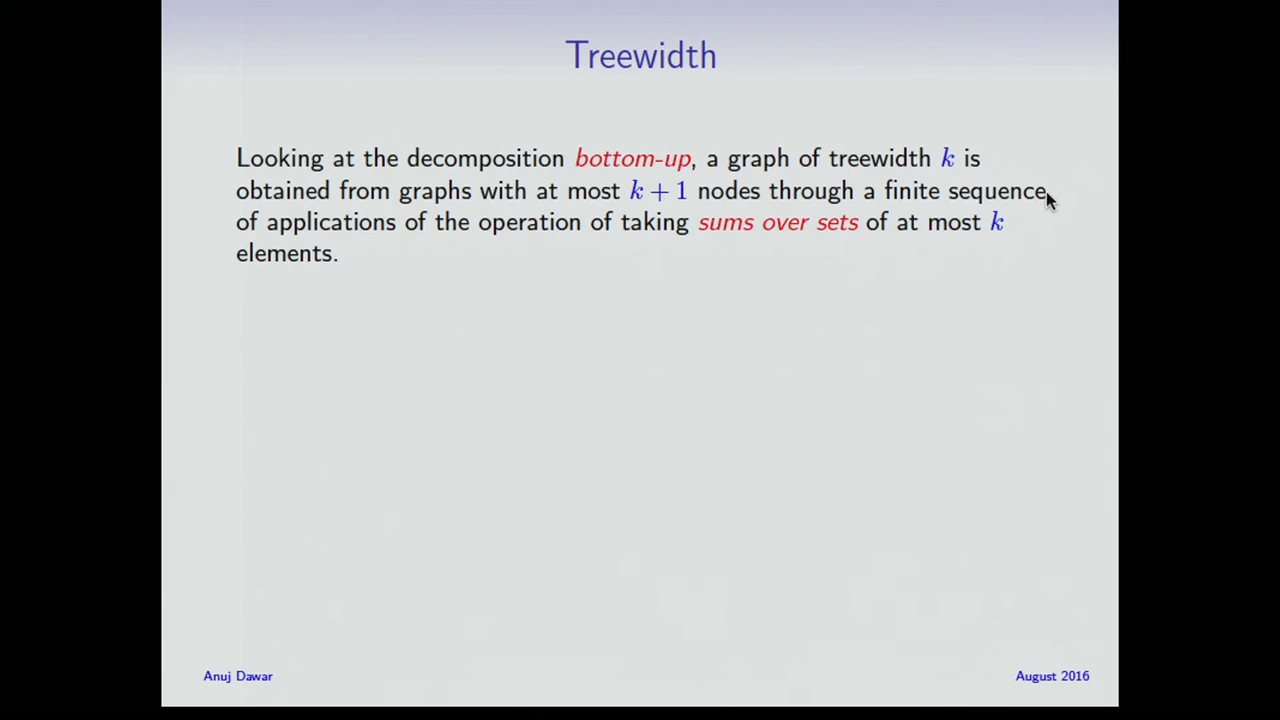 Treewidth
Looking at the decomposition bottom-up, a graph of treewidth k is
obtained from graphs with at most k + 1 nodes through a finite sequence
of applications of the operation of taking sums over sets of at most k
elements.
Anuj Dawar
August 2016